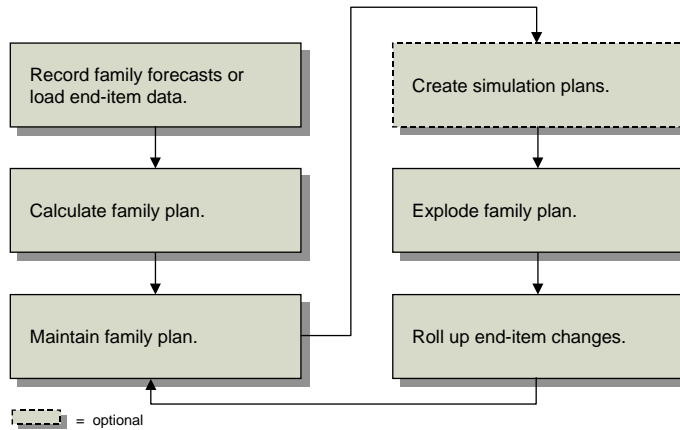 Record family forecasts or
load end-item data.
Calculate family plan.
Maintain family plan.
Create simulation plans.
Explode family plan.
Roll up end-item changes.
= optional